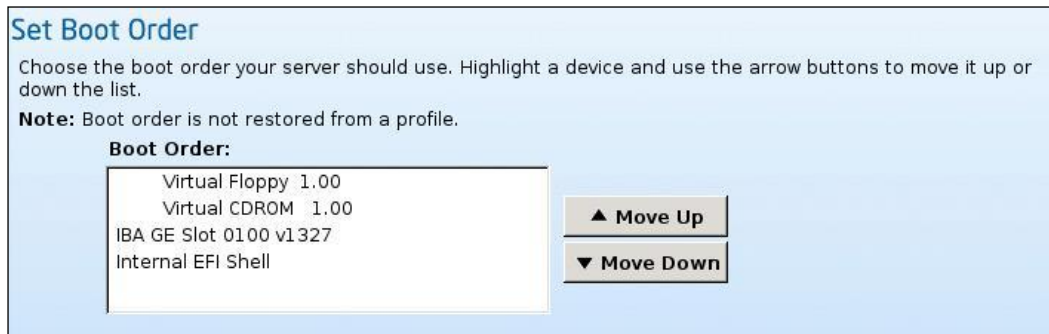 Set Boot Order
Choose the boot order your server should use. Highlight a device and use the arrow buttons to move it up or
down the list.
Note: Boot order is not restored from a profile.
Boot Order:
Virtual Floppy 1.00
Virtual CDROM 1.00
IBA GE Slot 0100 v1327
Internal EFI Shell
▲ Move Up
▼ Move Down